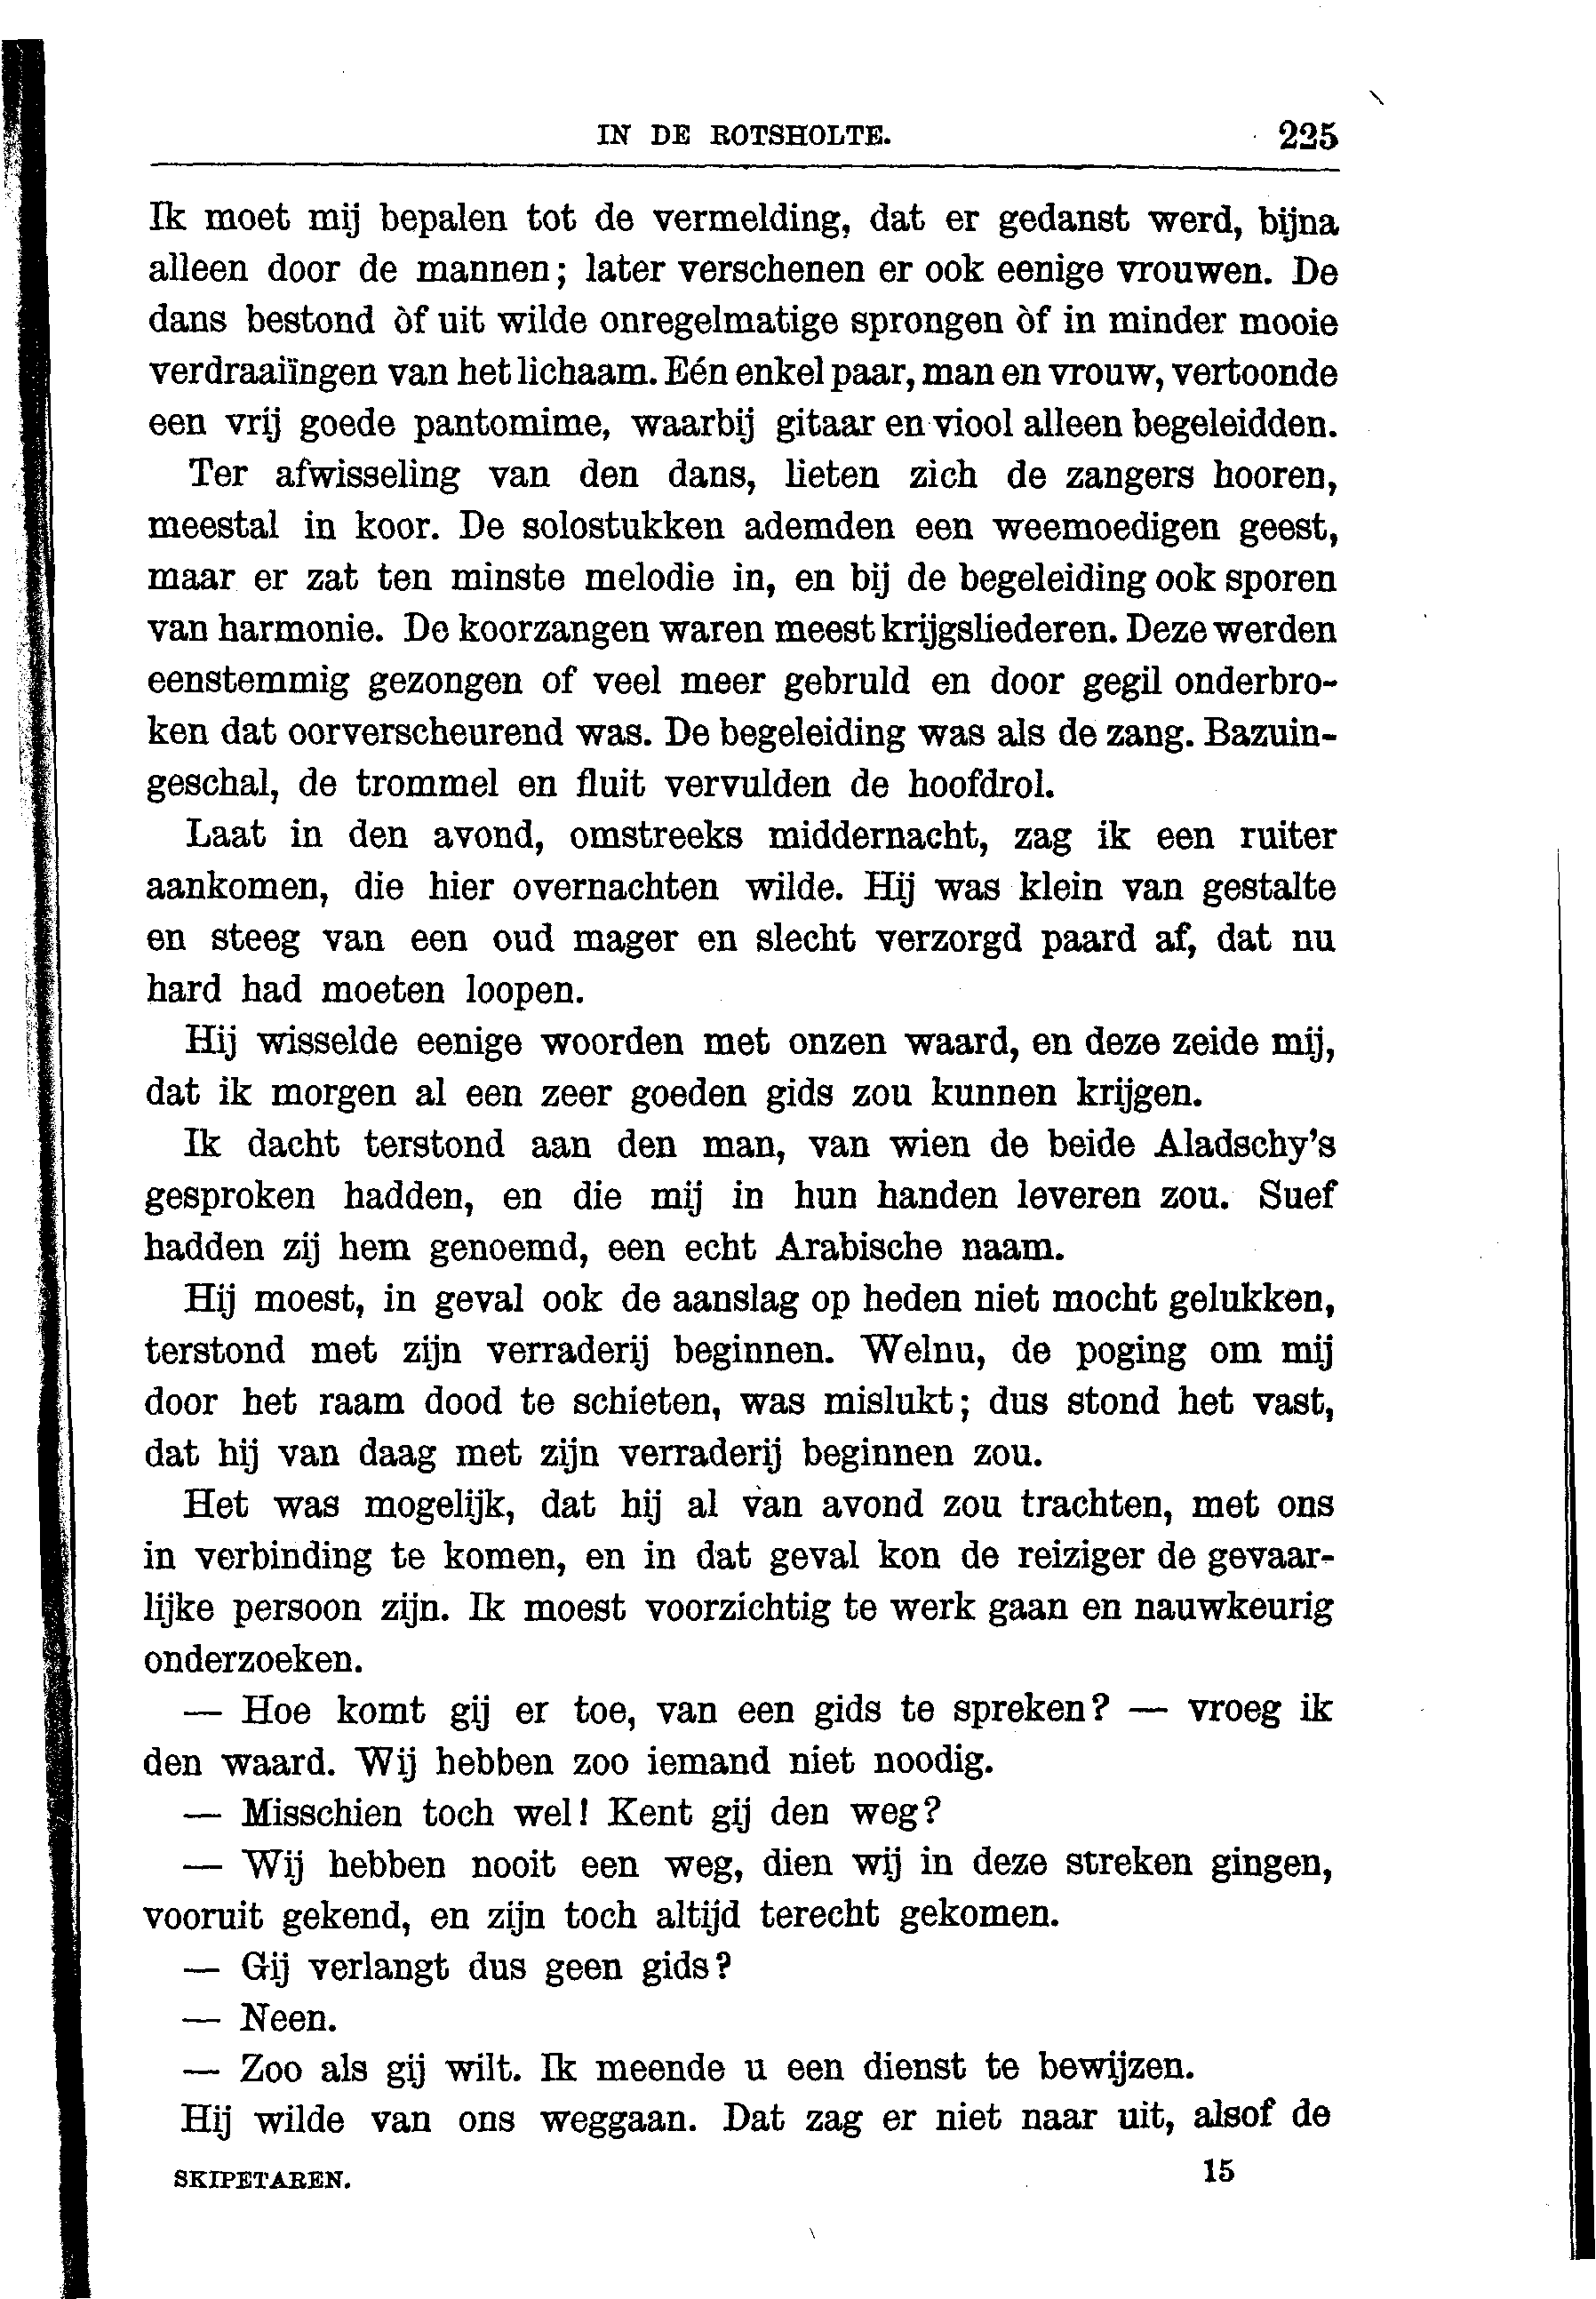 IN DE ROTSHOLTE. 225
Ik moet mij bepalen tot de vermelding, dat er gedanst werd, bijna
alleen door de mannen; later verschenen er ook eenige vrouwen. De
dans bestond òf uit wilde onregelmatige sprongen òf in minder mooie
verdraaiïngen van het lichaam. Eén enkel paar, man en vrouw, vertoonde
een vrij goede pantomime, waarbij gitaar en viool alleen begeleidden.
Ter afwisseling van den dans, lieten zich de zangers hooren,
meestal in koor. De solostukken ademden een weemoedigen geest,
maar er zat ten minste melodie in, en bij de begeleiding ook sporen
van harmonie. De koorzangen waren meest krijgsliederen. Deze werden
eenstemmig gezongen of veel meer gebruld en door gegil onderbro-
ken dat oorverscheurend was. De begeleiding was als de zang. Bazuin-
geschal, de trommel en fluit vervulden de hoofdrol.
Laat in den avond, omstreeks middernacht, zag ik een ruiter
aankomen, die hier overnachten wilde. Hij was klein van gestalte
en steeg van een oud mager en slecht verzorgd paard af, dat nu
hard had moeten loopen.
Hij wisselde eenige woorden met onzen waard, en deze zeide mij,
dat ik morgen al een zeer goeden gids zou kunnen krijgen.
Ik dacht terstond aan den man, van wien de beide Aladschy's
gesproken hadden, en die mij in hun handen leveren zou. Suef
hadden zij hem genoemd, een echt Arabische naam.
Hij moest, in geval ook de aanslag op heden niet mocht gelukken,
terstond met zijn verraderij beginnen. Welnu, de poging om mij
door het raam dood te schieten, was mislukt; dus stond het vast,
dat hij van daag met zijn verraderij beginnen zou.
Het was mogelijk, dat hij al van avond zou trachten, met ons
in verbinding te komen, en in dat geval kon de reiziger de gevaar-
lijke persoon zijn. Ik moest voorzichtig te werk gaan en nauwkeurig
onderzoeken.
— Hoe komt gij er toe, van een gids te spreken? — vroeg ik
den waard. Wij hebben zoo iemand niet noodig.
— Misschien toch wel! Kent gij den weg?
— Wij hebben nooit een weg, dien wij in deze streken gingen,
vooruit gekend, en zijn toch altijd terecht gekomen.
— Gij verlangt dus geen gids?
— Neen.
— Zoo als gij wilt. Ik meende u een dienst te bewijzen.
Hij wilde van ons weggaan. Dat zag er niet naar uit, alsof de
SKIPETAREN. 15